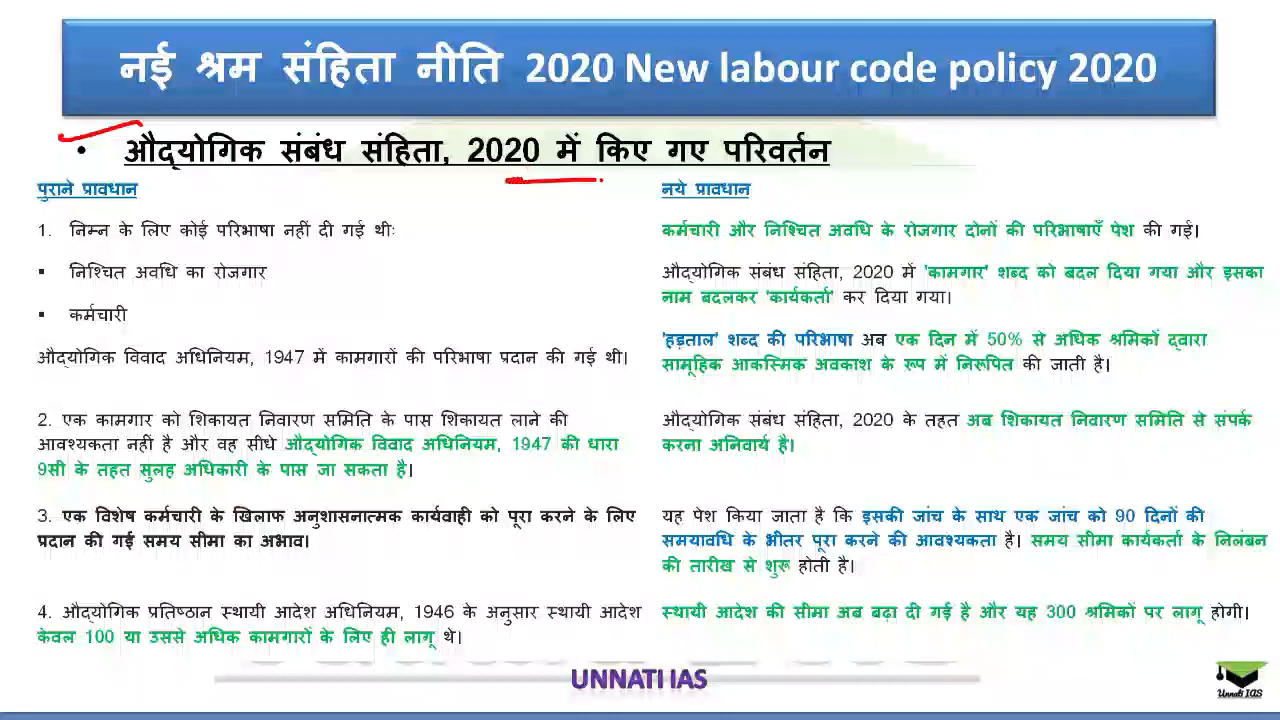 नई श्रम संहिता नीति 2020 New labour code policy 2020
• औद्योगिक संबंध संहिता, 2020 में किए गए परिवर्तन
पुराने प्रावधान
1. निम्न के लिए कोई परिभाषा नहीं दी गई थीः
▪ निश्चित अवधि का रोजगार
▪ कर्मचारी
औद्योगिक विवाद अधिनियम, 1947 में कामगारों की परिभाषा प्रदान की गई थी।
2. एक कामगार को शिकायत निवारण समिति के पास शिकायत लाने की
आवश्यकता नहीं है और वह सीधे औद्योगिक विवाद अधिनियम, 1947 की धारा
9सी के तहत सुलह अधिकारी के पास जा सकता है।
3. एक विशेष कर्मचारी के खिलाफ अनुशासनात्मक कार्यवाही को पूरा करने के लिए
प्रदान की गई समय सीमा का अभाव।
4. औद्योगिक प्रतिष्ठान स्थायी आदेश अधिनियम, 1946 के अनुसार स्थायी आदेश
केवल 100 या उससे अधिक कामगारों के लिए ही लागू थे।
नये प्रावधान
कर्मचारी और निश्चित अवधि के रोजगार दोनों की परिभाषाएँ पेश की गई।
औद्योगिक संबंध संहिता, 2020 में 'कामगार' शब्द को बदल दिया गया और इसका
नाम बदलकर 'कार्यकर्ता' कर दिया गया।
'हड़ताल' शब्द की परिभाषा अब एक दिन में 50% से अधिक श्रमिकों द्वारा
सामूहिक आकस्मिक अवकाश के रूप में निरूपित की जाती है।
औद्योगिक संबंध संहिता, 2020 के तहत अब शिकायत निवारण समिति से संपर्क
करना अनिवार्य है।
यह पेश किया जाता है कि इसकी जांच के साथ एक जांच को 90 दिनों की
समयावधि के भीतर पूरा करने की आवश्यकता है। समय सीमा कार्यकर्ता के निलंबन
की तारीख से शुरू होती है।
स्थायी आदेश की सीमा अब बढ़ा दी गई है और यह 300 श्रमिकों पर लागू होगी।
UNNATI IAS
Unnati IAS